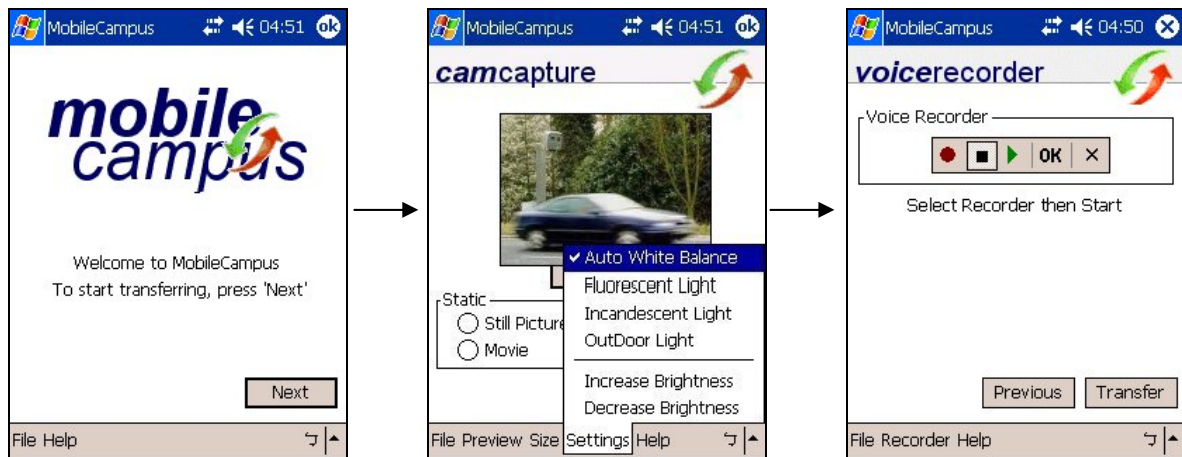 MobileCampus 04:51 ok
mobile
campus
Welcome to MobileCampus
To start transferring, press 'Next'
Next
File Help
MobileCampus 04:51 ok
camcapture
Static
Still Picture
Movie
Auto White Balance
Fluorescent Light
Incandescent Light
OutDoor Light
Increase Brightness
Decrease Brightness
File Preview Size Settings Help
MobileCampus 04:50
voicerecorder
Voice Recorder
OK
Select Recorder then Start
Previous Transfer
File Recorder Help